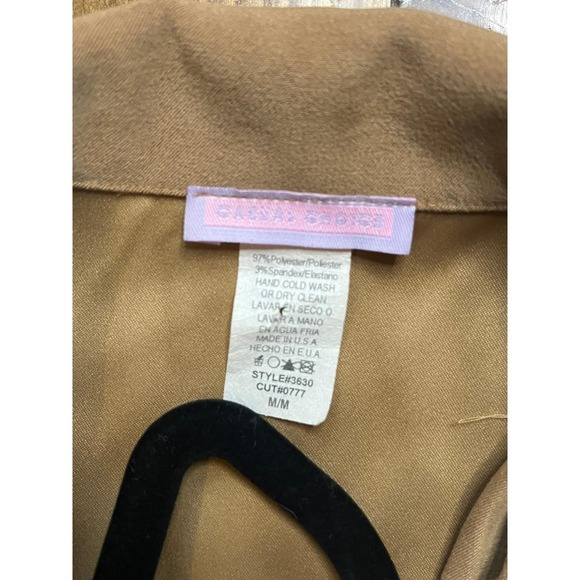 CASUAL CHOICE
97%Polyester/Poliester
3%Spandex/Elastano
HAND COLD WASH
OR DRY CLEAN
LAVAR EN SECO O
LAVAR A MANO
EN AGUA FRIA
MADE IN U.S.A
HECHO EN E.U.A.
STYLE#3630
CUT#0777
M/M